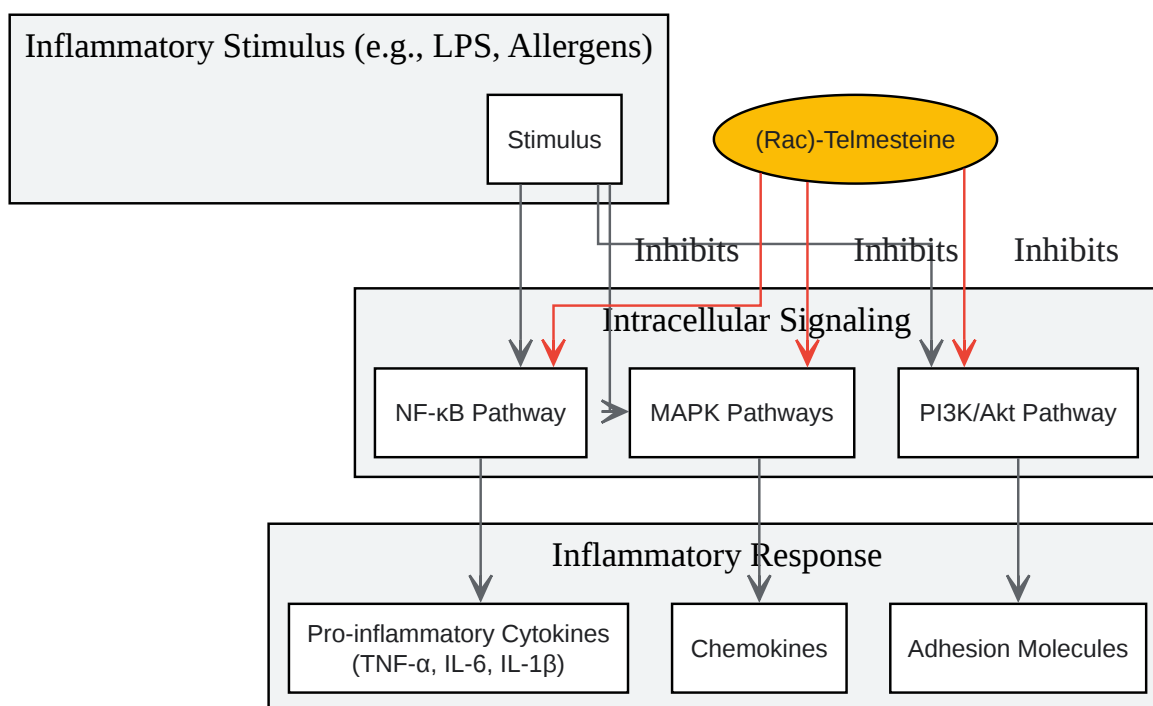 Inflammatory Stimulus (e.g., LPS, Allergens)
Stimulus
(Rac)-Telmesteine
Inhibits
Inhibits
Inhibits
Intracellular Signaling
NF-κB Pathway
MAPK Pathways
PI3K/Akt Pathway
Inflammatory Response
Pro-inflammatory Cytokines
(TNF-α, IL-6, IL-1β)
Chemokines
Adhesion Molecules